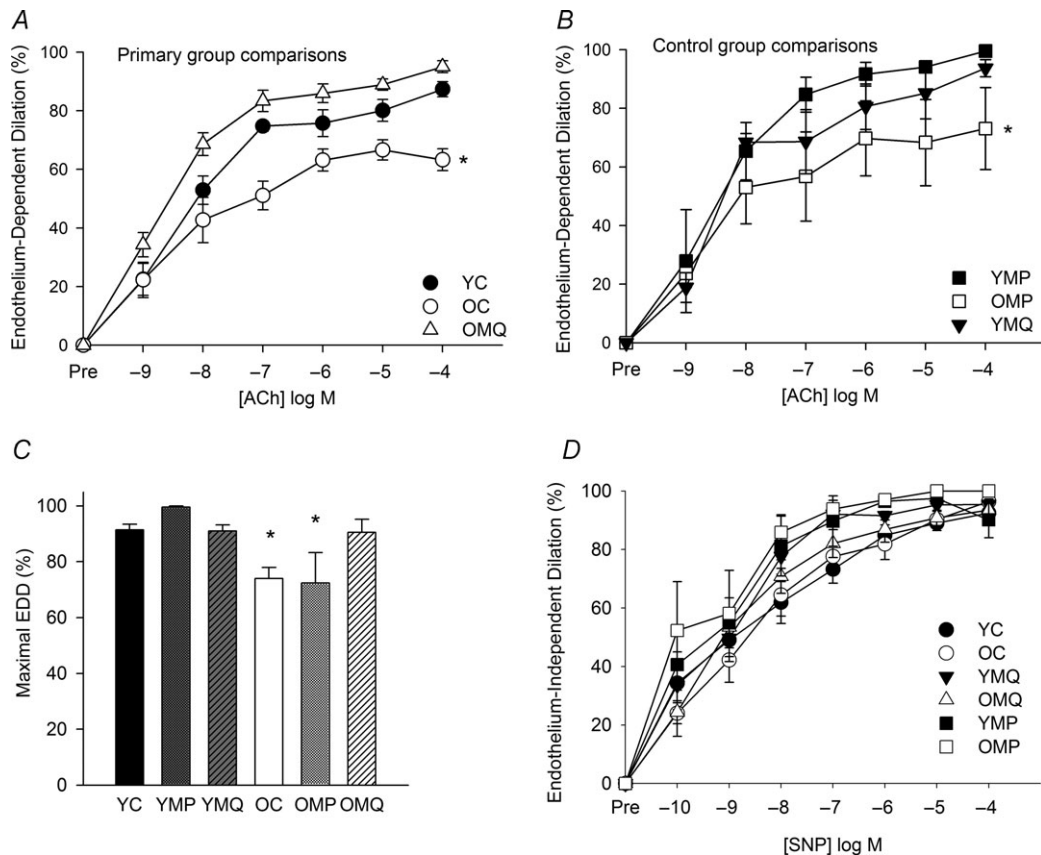 A
Primary group comparisons
Endothelium-Dependent Dilation (%)
100
80
60
40
20
0
*
YC
OC
OMQ
Pre
–9
–8
–7
–6
–5
–4
[ACh] log M
B
Control group comparisons
Endothelium-Dependent Dilation (%)
100
80
60
40
20
0
*
YMP
OMP
YMQ
Pre
–9
–8
–7
–6
–5
–4
[ACh] log M
C
Maximal EDD (%)
100
80
60
40
20
0
*
*
YC
YMP
YMQ
OC
OMP
OMQ
D
Endothelium-Independent Dilation (%)
100
80
60
40
20
0
YC
OC
YMQ
OMQ
YMP
OMP
Pre
–10
–9
–8
–7
–6
–5
–4
[SNP] log M